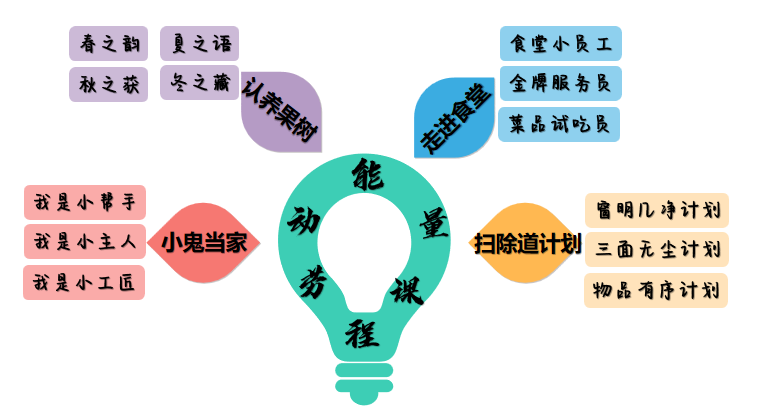 春之韵
夏之语
秋之获
冬之藏
认养果树
食堂小员工
金牌服务员
菜品试吃员
走进食堂
我是小帮手
我是小主人
我是小工匠
小鬼当家
窗明几净计划
三面无尘计划
物品有序计划
扫除道计划
能
动
量
劳
课
程